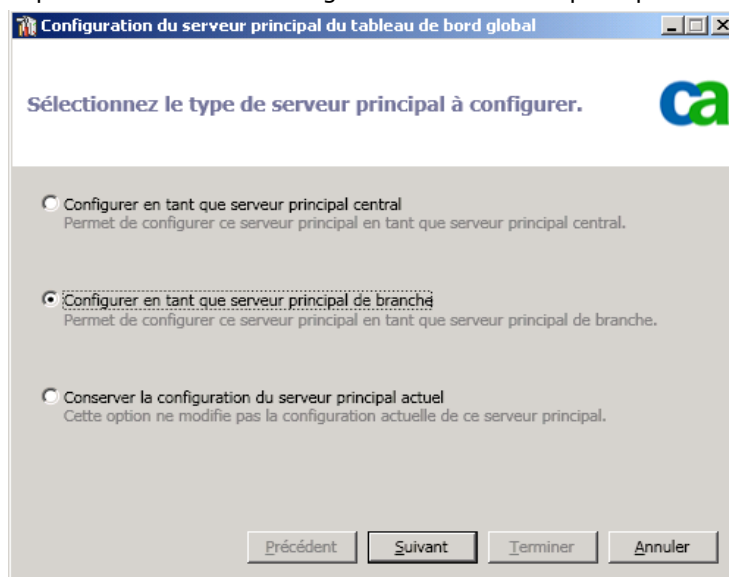 Configuration du serveur principal du tableau de bord global
Sélectionnez le type de serveur principal à configurer.
ca
Configurer en tant que serveur principal central
Permet de configurer ce serveur principal en tant que serveur principal central.
Configurer en tant que serveur principal de branche
Permet de configurer ce serveur principal en tant que serveur principal de branche.
Conserver la configuration du serveur principal actuel
Cette option ne modifie pas la configuration actuelle de ce serveur principal.
Précédent
Suivant
Terminer
Annuler